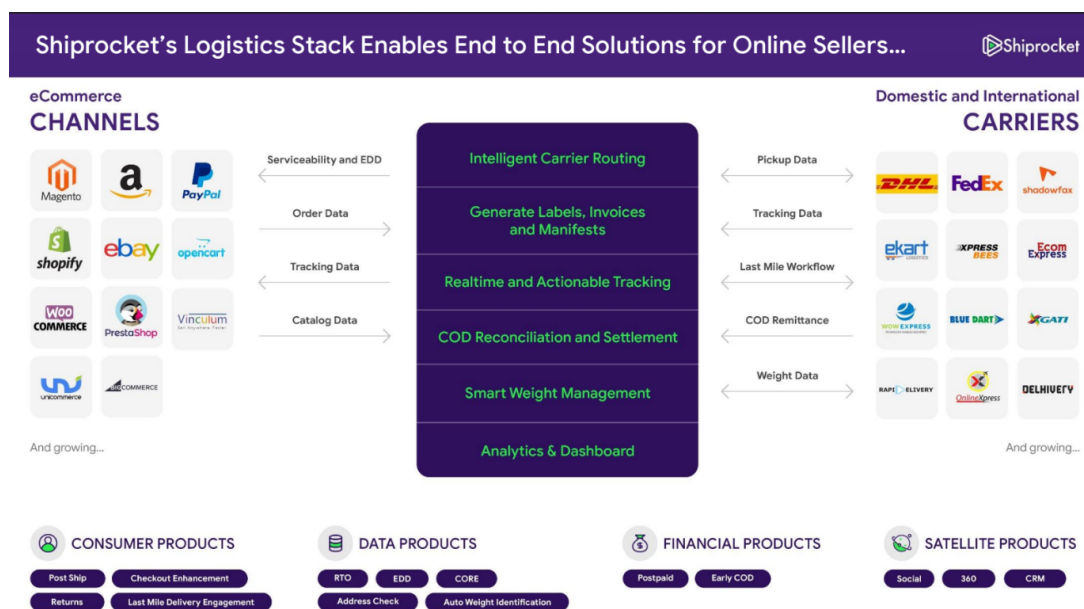 Shiprocket's Logistics Stack Enables End to End Solutions for Online Sellers...
Shiprocket
eCommerce
CHANNELS
Magento
a
PayPal
shopify
ebay
opencart
WOO
COMMERCE
PrestaShop
Vinculum
Sell Anywhere, Faster
unicommerce
BIGCOMMERCE
And growing...
Serviceability and EDD
Order Data
Tracking Data
Catalog Data
Intelligent Carrier Routing
Generate Labels, Invoices
and Manifests
Realtime and Actionable Tracking
COD Reconciliation and Settlement
Smart Weight Management
Analytics & Dashboard
Pickup Data
Tracking Data
Last Mile Workflow
COD Remittance
Weight Data
Domestic and International
CARRIERS
DHL
FedEx
shadowfax
ekart
LOGISTICS
XPRESS
BEES
Ecom
Express
WOW EXPRESS
BLUE DART
GATI
RAPIDELIVERY
OnlineXpress
DELHIVERY
And growing...
CONSUMER PRODUCTS
Post Ship
Checkout Enhancement
Returns
Last Mile Delivery Engagement
DATA PRODUCTS
RTO
EDD
CORE
Address Check
Auto Weight Identification
FINANCIAL PRODUCTS
Postpaid
Early COD
SATELLITE PRODUCTS
Social
360
CRM